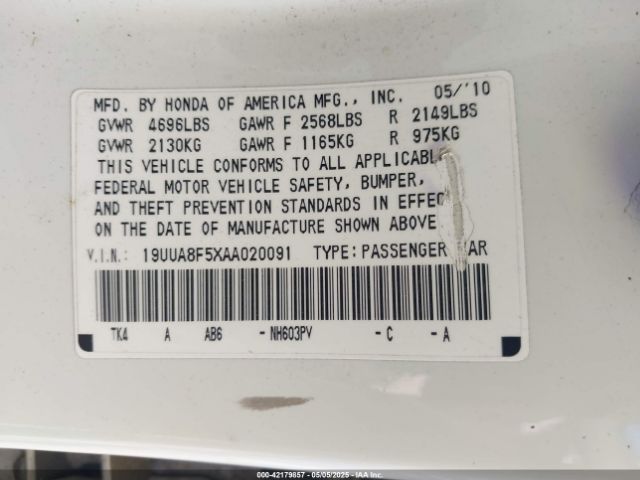 MFD. BY HONDA OF AMERICA MFG., INC. 05/'10
GVWR 4696LBS GAWR F 2568LBS R 2149LBS
GVWR 2130KG GAWR F 1165KG R 975KG
THIS VEHICLE CONFORMS TO ALL APPLICABLE
FEDERAL MOTOR VEHICLE SAFETY, BUMPER,
AND THEFT PREVENTION STANDARDS IN EFFECT
ON THE DATE OF MANUFACTURE SHOWN ABOVE
V.I.N.: 19UUA8F5XAA020091 TYPE: PASSENGER CAR
TK4 A AB6 - NH603PV - C - A
000-42179857 - 05/05/2025 - IAA Inc.